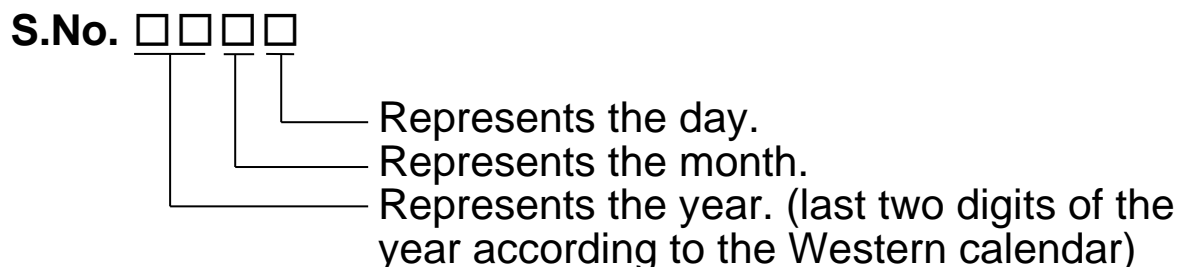 S.No. □□□□
Represents the day.
Represents the month.
Represents the year. (last two digits of the
year according to the Western calendar)